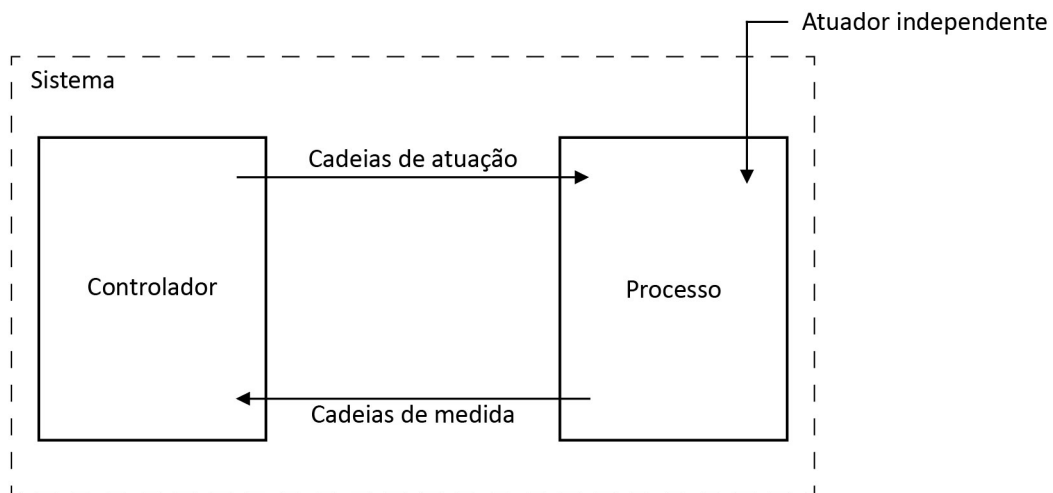 Atuador independente
Sistema
Cadeias de atuação
Controlador
Processo
Cadeias de medida